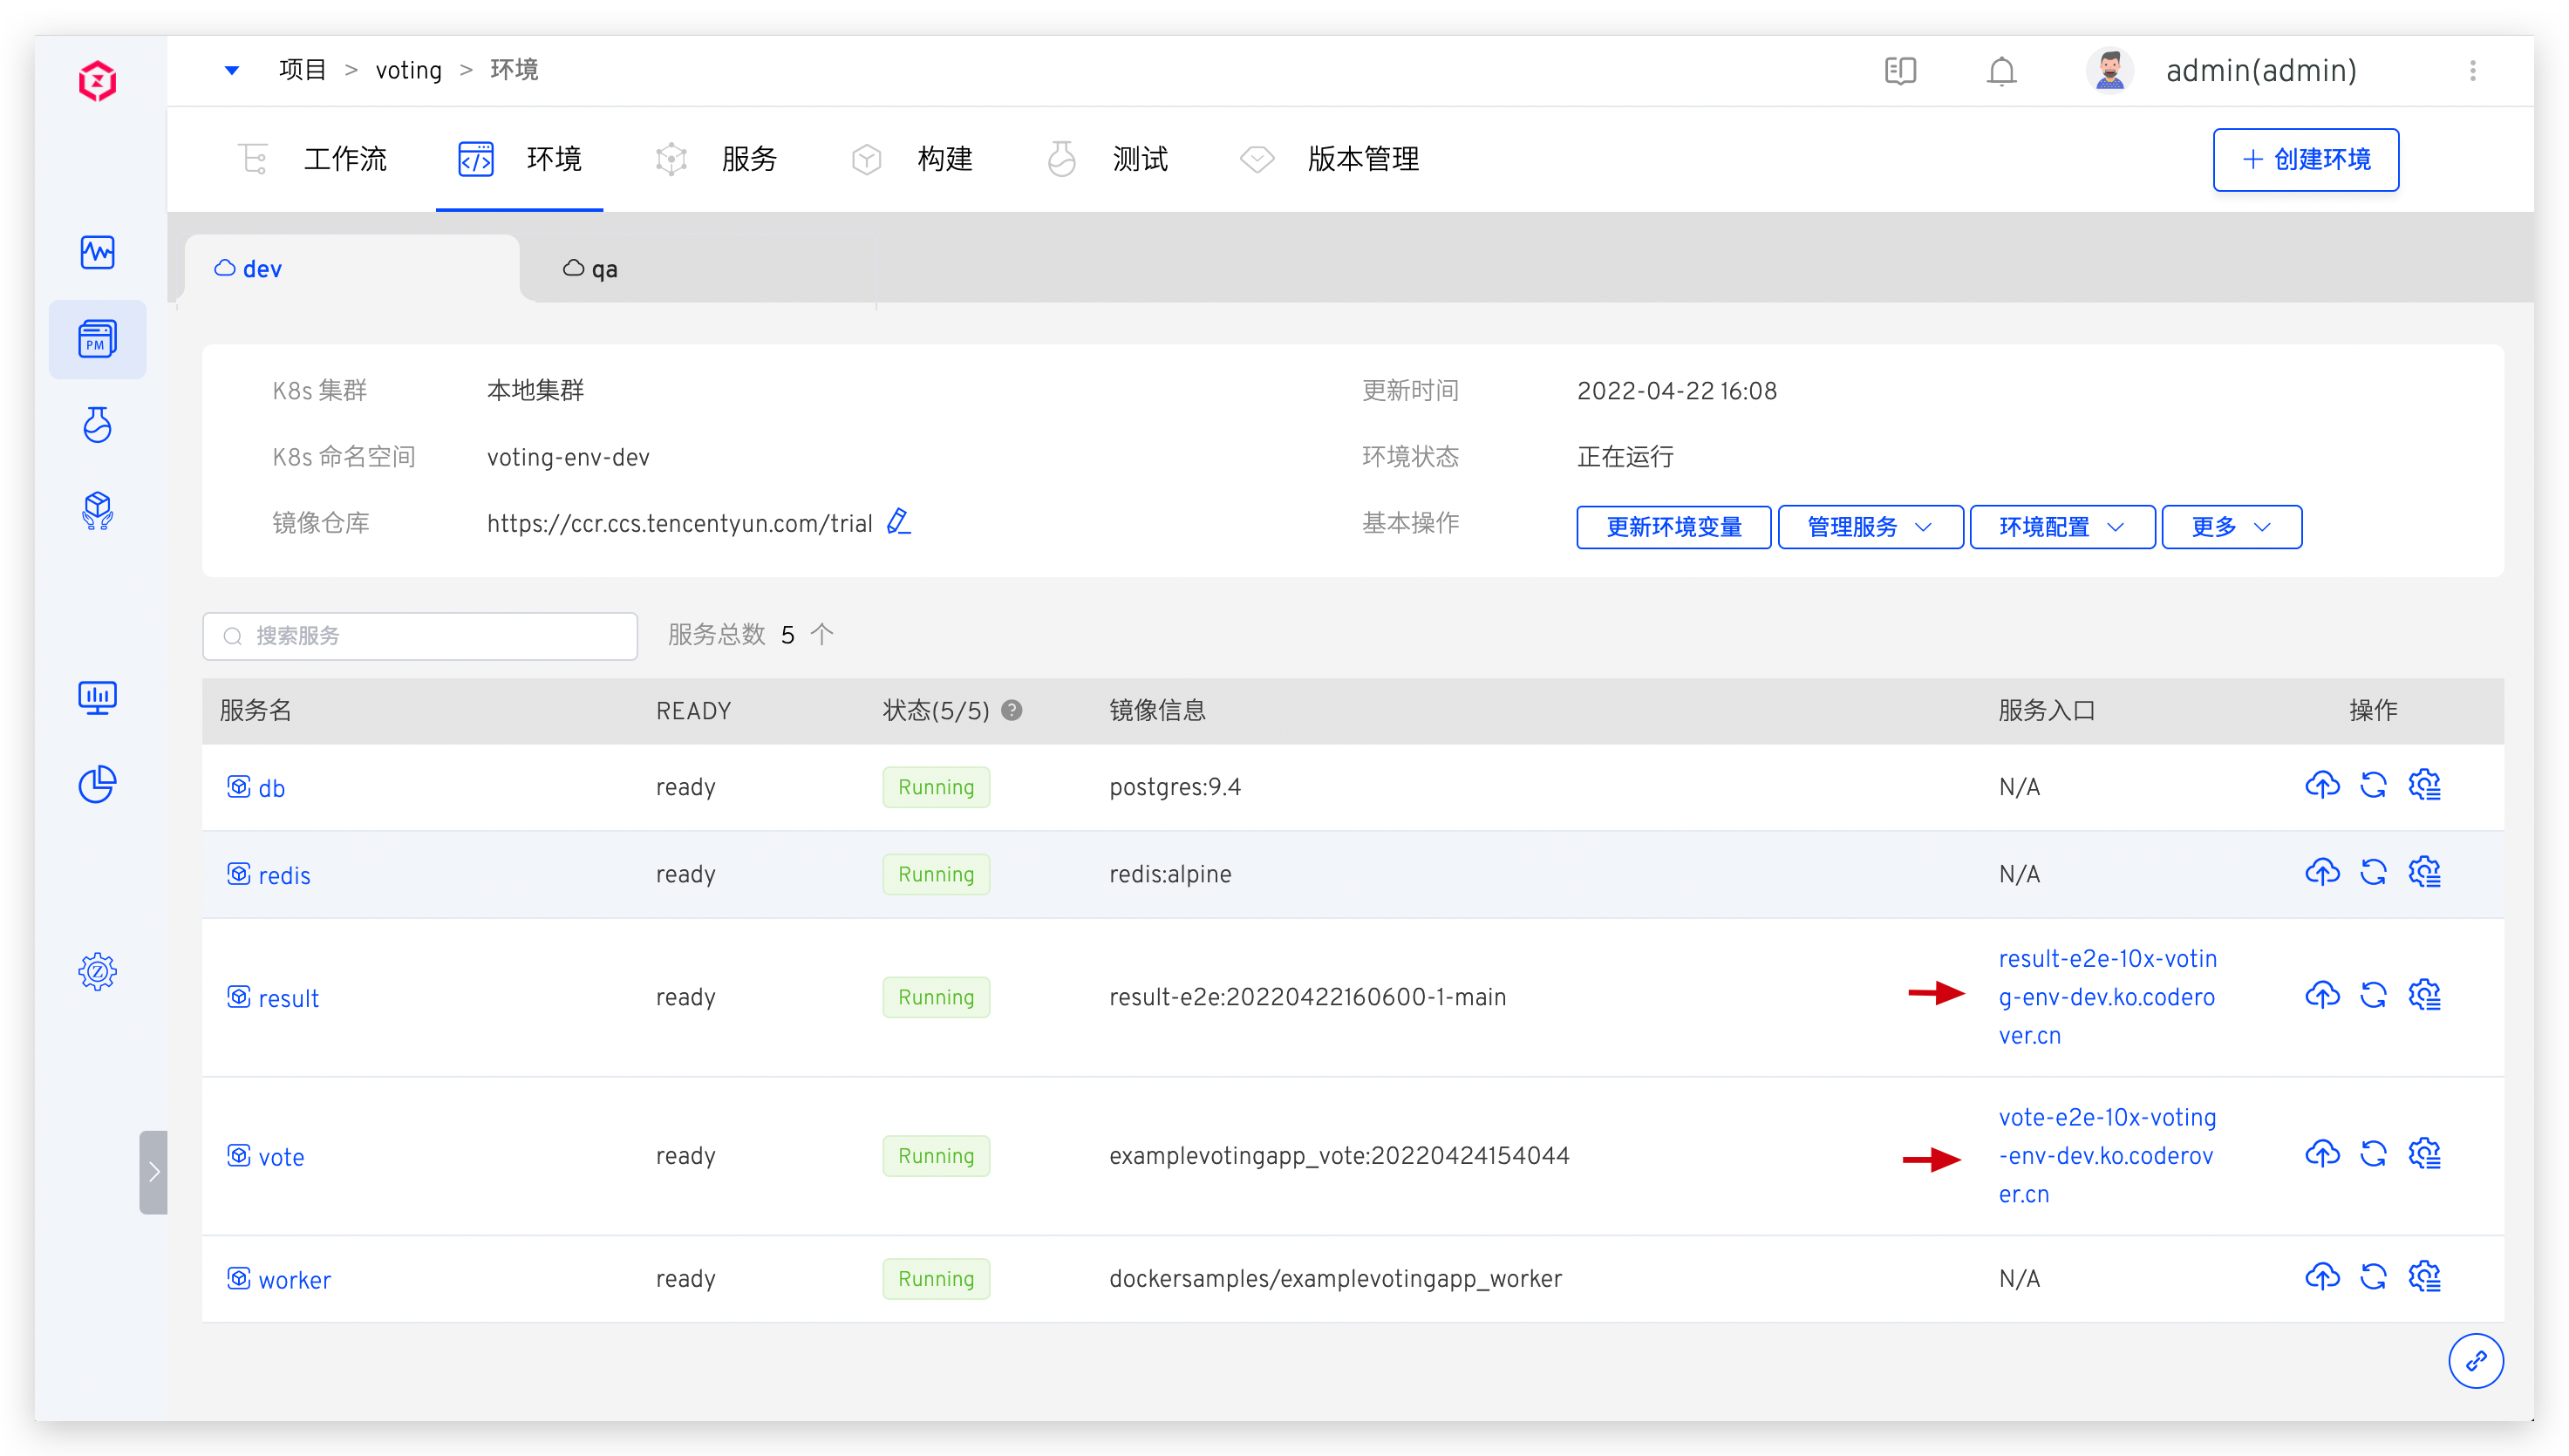 项目 > voting > 环境
admin(admin)
工作流 环境 服务 构建 测试 版本管理
+ 创建环境
dev qa
PM
K8s 集群 本地集群 更新时间 2022-04-22 16:08
K8s 命名空间 voting-env-dev 环境状态 正在运行
镜像仓库 https://ccr.ccs.tencentyun.com/trial 基本操作 更新环境变量 管理服务 环境配置 更多
搜索服务 服务总数 5 个
服务名 READY 状态(5/5) ? 镜像信息 服务入口 操作
db ready Running postgres:9.4 N/A
redis ready Running redis:alpine N/A
result ready Running result-e2e:20220422160600-1-main
result-e2e-10x-votin
g-env-dev.ko.codero
ver.cn
vote ready Running examplevotingapp_vote:20220424154044
vote-e2e-10x-voting
-env-dev.ko.coderov
er.cn
worker ready Running dockersamples/examplevotingapp_worker N/A